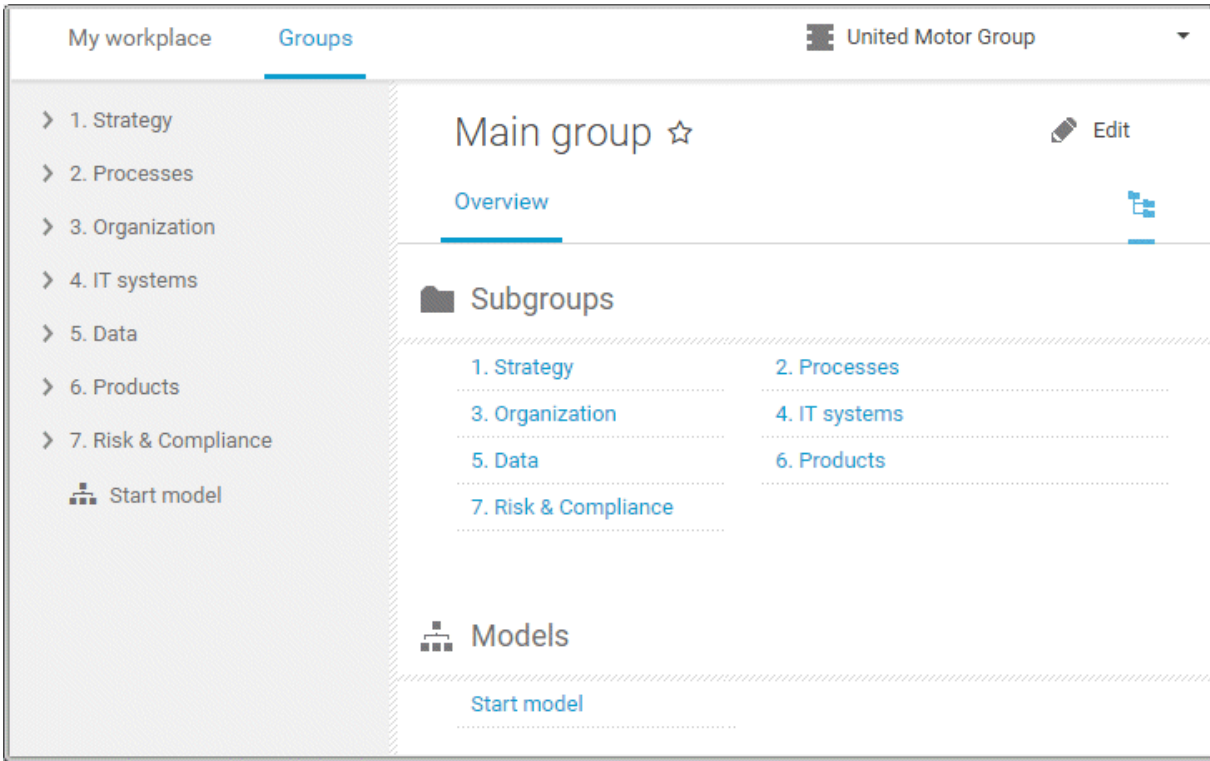 My workplace Groups United Motor Group
1. Strategy
2. Processes
3. Organization
4. IT systems
5. Data
6. Products
7. Risk & Compliance
Start model
Main group Edit
Overview
Subgroups
1. Strategy 2. Processes
3. Organization 4. IT systems
5. Data 6. Products
7. Risk & Compliance
Models
Start model